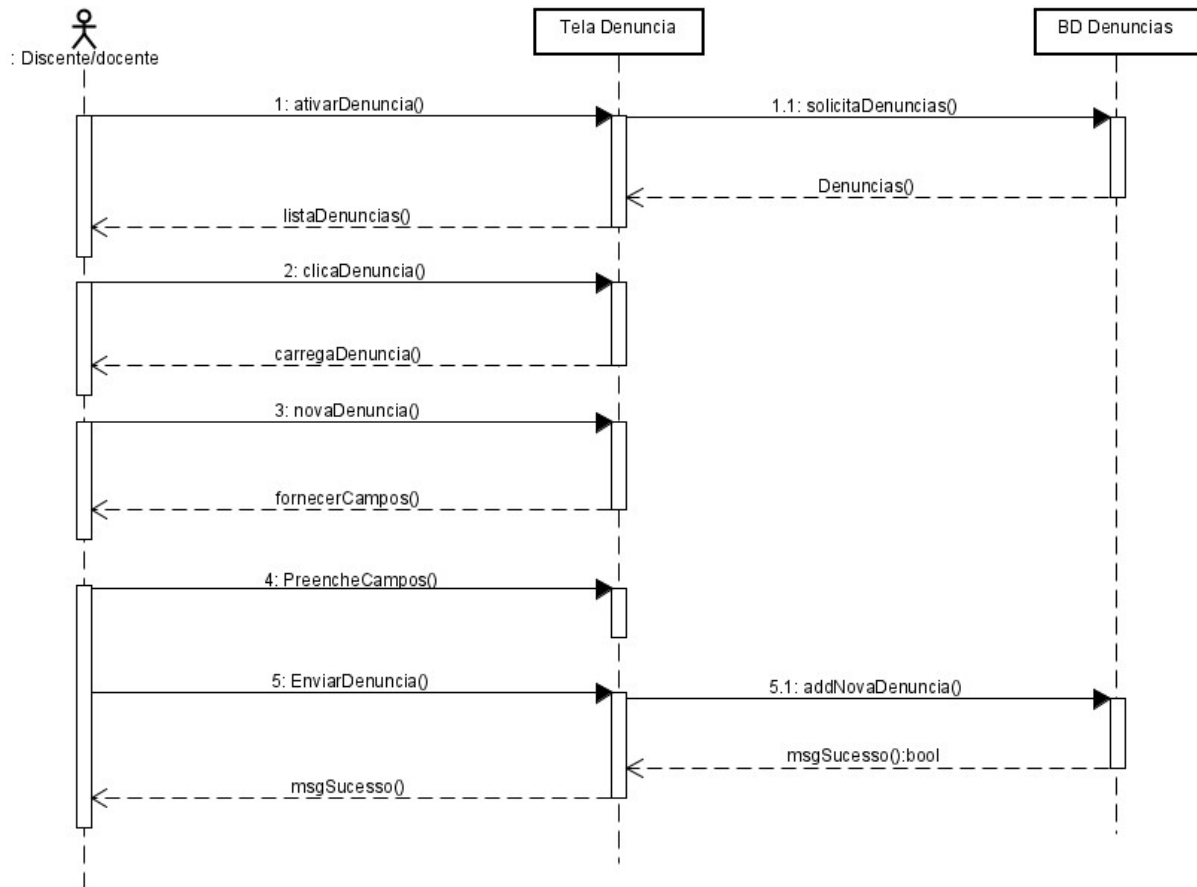 Tela Denuncia
BD Denuncias
: Discente/docente
1: ativarDenuncia()
1.1: solicitaDenuncias()
Denuncias()
listaDenuncias()
2: clicaDenuncia()
carregaDenuncia()
3: novaDenuncia()
fornecerCampos()
4: PreencheCampos()
5: EnviarDenuncia()
5.1: addNovaDenuncia()
msgSucesso():bool
msgSucesso()